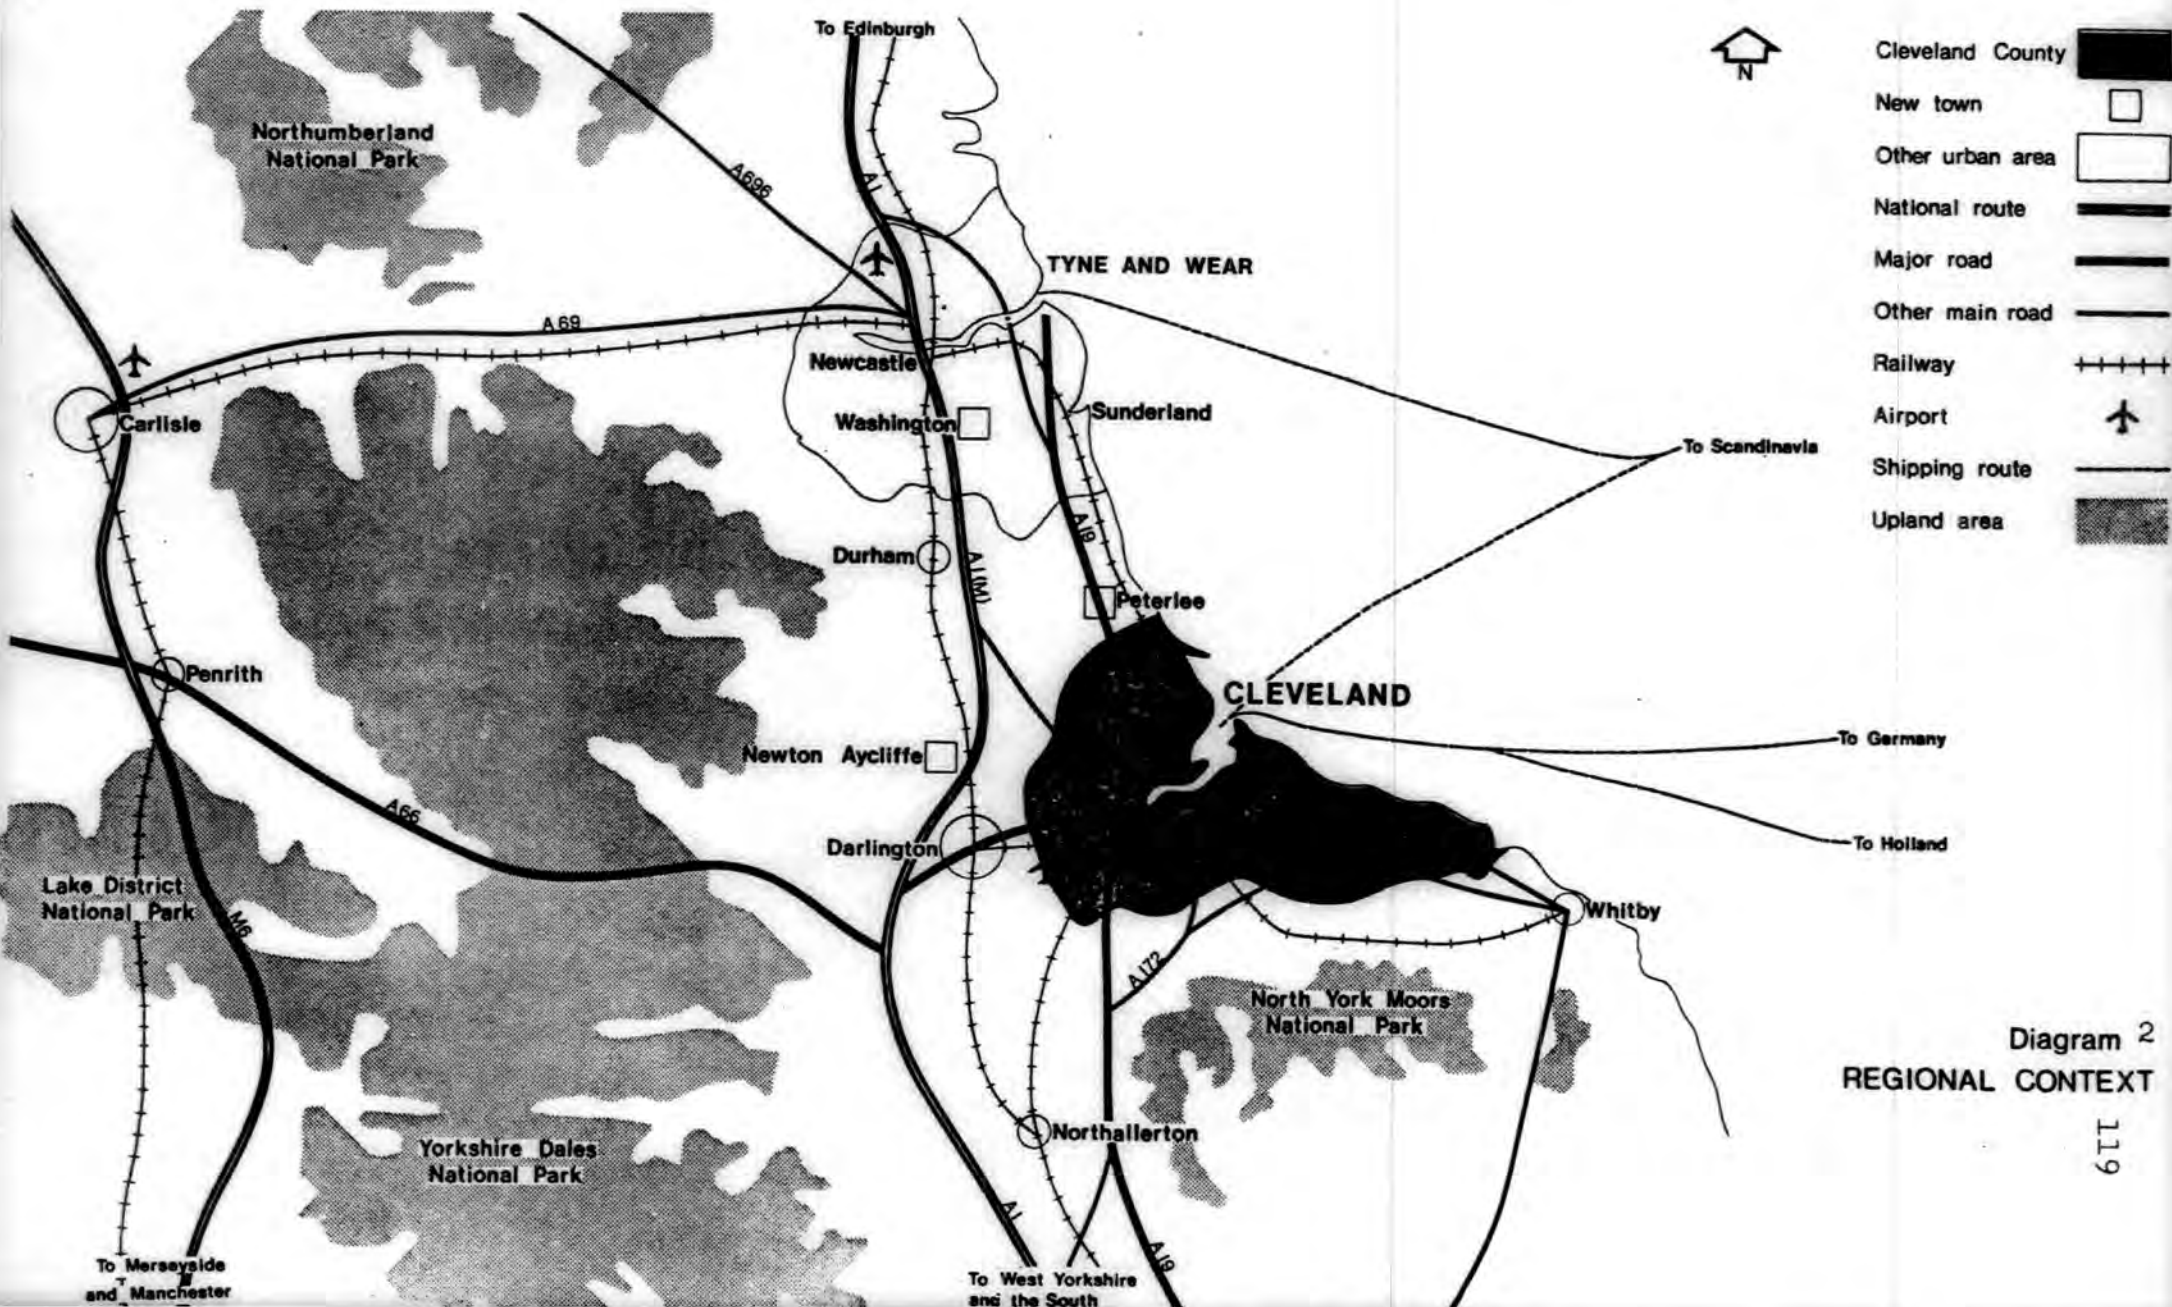 To Edinburgh
N
Cleveland County
New town
Other urban area
National route
Major road
Other main road
Railway
Airport
Shipping route
Upland area
Northumberland
National Park
A696
A1
TYNE AND WEAR
A69
Newcastle
Carlisle
Washington
Sunderland
To Scandinavia
A19
Durham
A1(M)
Peterlee
Penrith
CLEVELAND
Newton Aycliffe
To Germany
A66
Darlington
To Holland
Lake District
National Park
M6
Whitby
A172
North York Moors
National Park
Diagram 2
REGIONAL CONTEXT
119
Northallerton
Yorkshire Dales
National Park
A1
A19
To Merseyside
and Manchester
To West Yorkshire
and the South